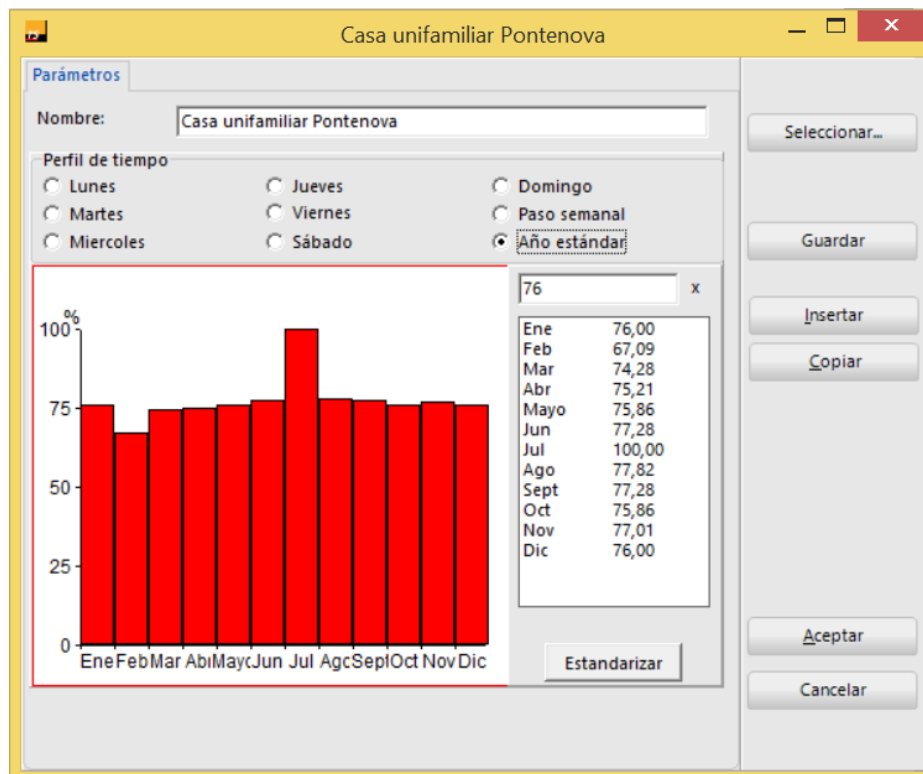 Casa unifamiliar Pontenova
Parámetros
Nombre: Casa unifamiliar Pontenova
Seleccionar...
Perfil de tiempo
Lunes Jueves Domingo
Martes Viernes Paso semanal
Miercoles Sábado Año estándar
Guardar
76 x
Insertar
Copiar
%
100
75
50
25
0
Ene Feb Mar Abr Mayo Jun Jul Ago Sept Oct Nov Dic
Ene 76,00
Feb 67,09
Mar 74,28
Abr 75,21
Mayo 75,86
Jun 77,28
Jul 100,00
Ago 77,82
Sept 77,28
Oct 75,86
Nov 77,01
Dic 76,00
Estandarizar
Aceptar
Cancelar